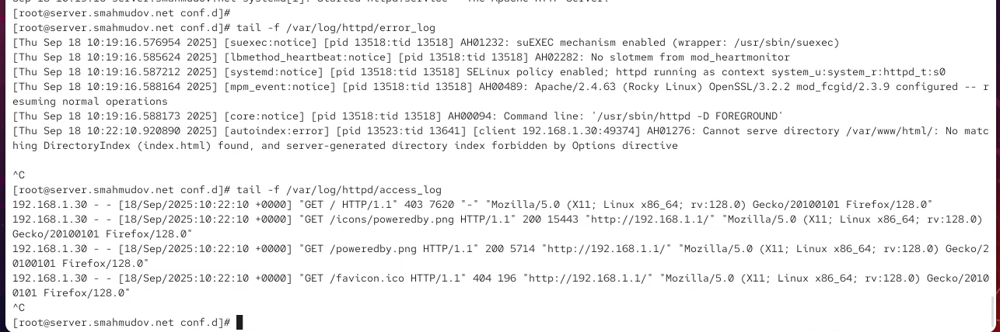 [root@server.smahmudov.net conf.d]#
[root@server.smahmudov.net conf.d]# tail -f /var/log/httpd/error_log
[Thu Sep 18 10:19:16.576954 2025] [suexec:notice] [pid 13518:tid 13518] AH01232: suEXEC mechanism enabled (wrapper: /usr/sbin/suexec)
[Thu Sep 18 10:19:16.585624 2025] [lbmethod_heartbeat:notice] [pid 13518:tid 13518] AH02282: No slotmem from mod_heartmonitor
[Thu Sep 18 10:19:16.587212 2025] [systemd:notice] [pid 13518:tid 13518] SELinux policy enabled; httpd running as context system_u:system_r:httpd_t:s0
[Thu Sep 18 10:19:16.588164 2025] [mpm_event:notice] [pid 13518:tid 13518] AH00489: Apache/2.4.63 (Rocky Linux) OpenSSL/3.2.2 mod_fcgid/2.3.9 configured -- r
esuming normal operations
[Thu Sep 18 10:19:16.588173 2025] [core:notice] [pid 13518:tid 13518] AH00094: Command line: '/usr/sbin/httpd -D FOREGROUND'
[Thu Sep 18 10:22:10.920890 2025] [autoindex:error] [pid 13523:tid 13641] [client 192.168.1.30:49374] AH01276: Cannot serve directory /var/www/html/: No matc
hing DirectoryIndex (index.html) found, and server-generated directory index forbidden by Options directive
^C
[root@server.smahmudov.net conf.d]# tail -f /var/log/httpd/access_log
192.168.1.30 - - [18/Sep/2025:10:22:10 +0000] "GET / HTTP/1.1" 403 7620 "-" "Mozilla/5.0 (X11; Linux x86_64; rv:128.0) Gecko/20100101 Firefox/128.0"
192.168.1.30 - - [18/Sep/2025:10:22:10 +0000] "GET /icons/poweredby.png HTTP/1.1" 200 15443 "http://192.168.1.1/" "Mozilla/5.0 (X11; Linux x86_64; rv:128.0)
Gecko/20100101 Firefox/128.0"
192.168.1.30 - - [18/Sep/2025:10:22:10 +0000] "GET /poweredby.png HTTP/1.1" 200 5714 "http://192.168.1.1/" "Mozilla/5.0 (X11; Linux x86_64; rv:128.0) Gecko/2
0100101 Firefox/128.0"
192.168.1.30 - - [18/Sep/2025:10:22:10 +0000] "GET /favicon.ico HTTP/1.1" 404 196 "http://192.168.1.1/" "Mozilla/5.0 (X11; Linux x86_64; rv:128.0) Gecko/2010
0101 Firefox/128.0"
^C
[root@server.smahmudov.net conf.d]#